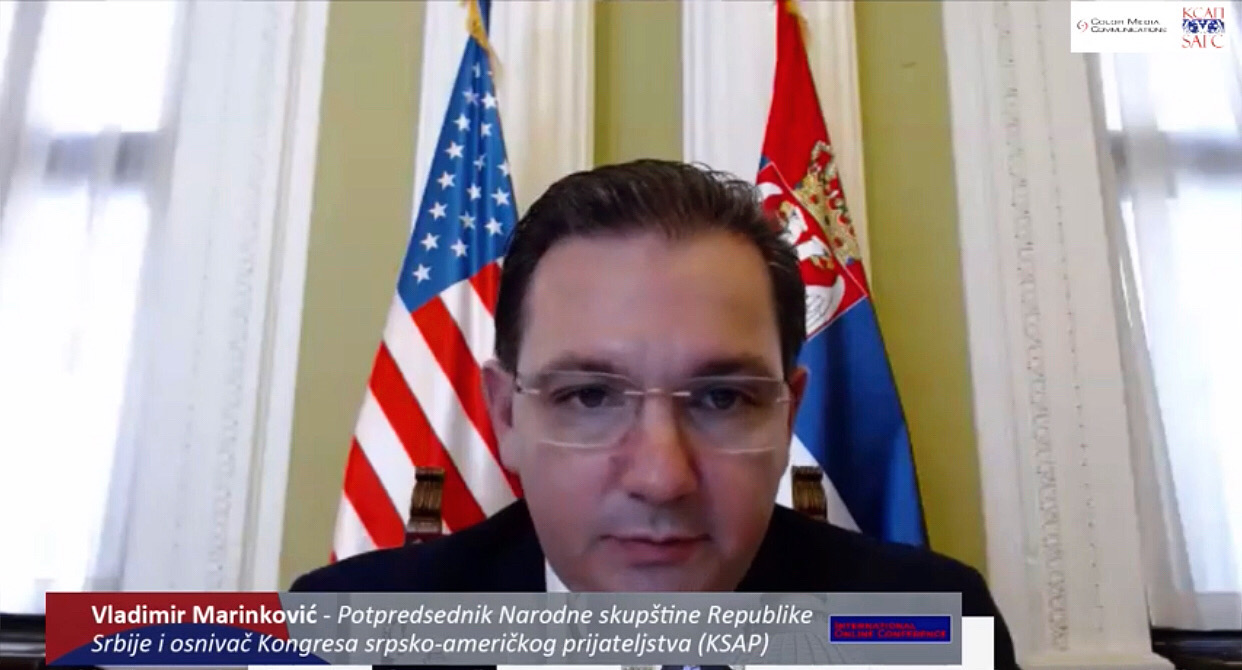 COLOR MEDIA
COMMUNICATIONS
КСАП
SAFC
Vladimir Marinković - Potpredsednik Narodne skupštine Republike
Srbije i osnivač Kongresa srpsko-američkog prijateljstva (KSAP)
INTERNATIONAL
ONLINE CONFERENCE